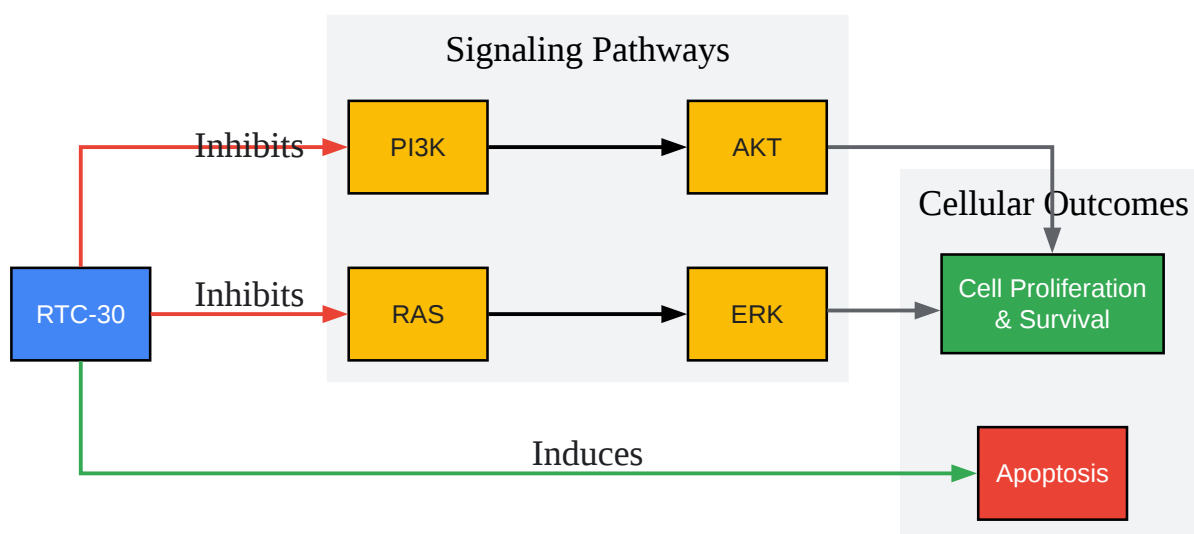 Signaling Pathways
Inhibits
PI3K
AKT
Cellular Outcomes
RTC-30
Inhibits
RAS
ERK
Cell Proliferation
& Survival
Induces
Apoptosis